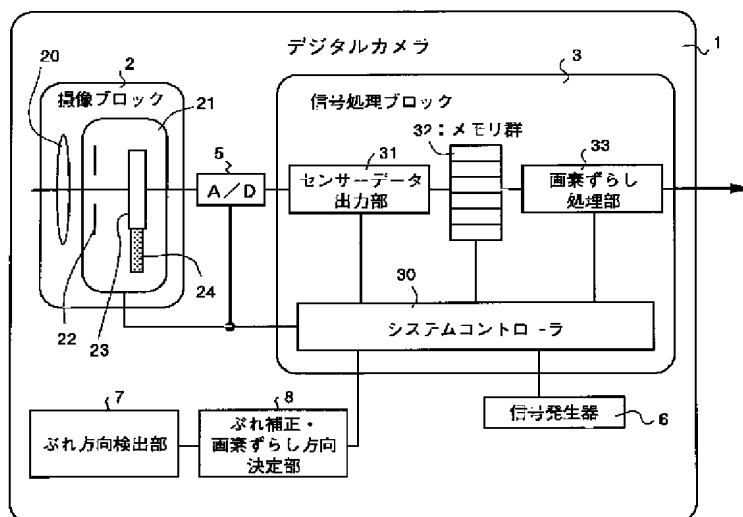 デジタルカメラ
1
20
2
3
撮像ブロック
21
信号処理ブロック
32：メモリ群
5
31
33
A／D
センサーデータ
出力部
画素ずらし
処理部
24
30
22
23
システムコントロ-ラ
7
8
ぶれ方向検出部
ぶれ補正・
画素ずらし方向
決定部
信号発生器
6